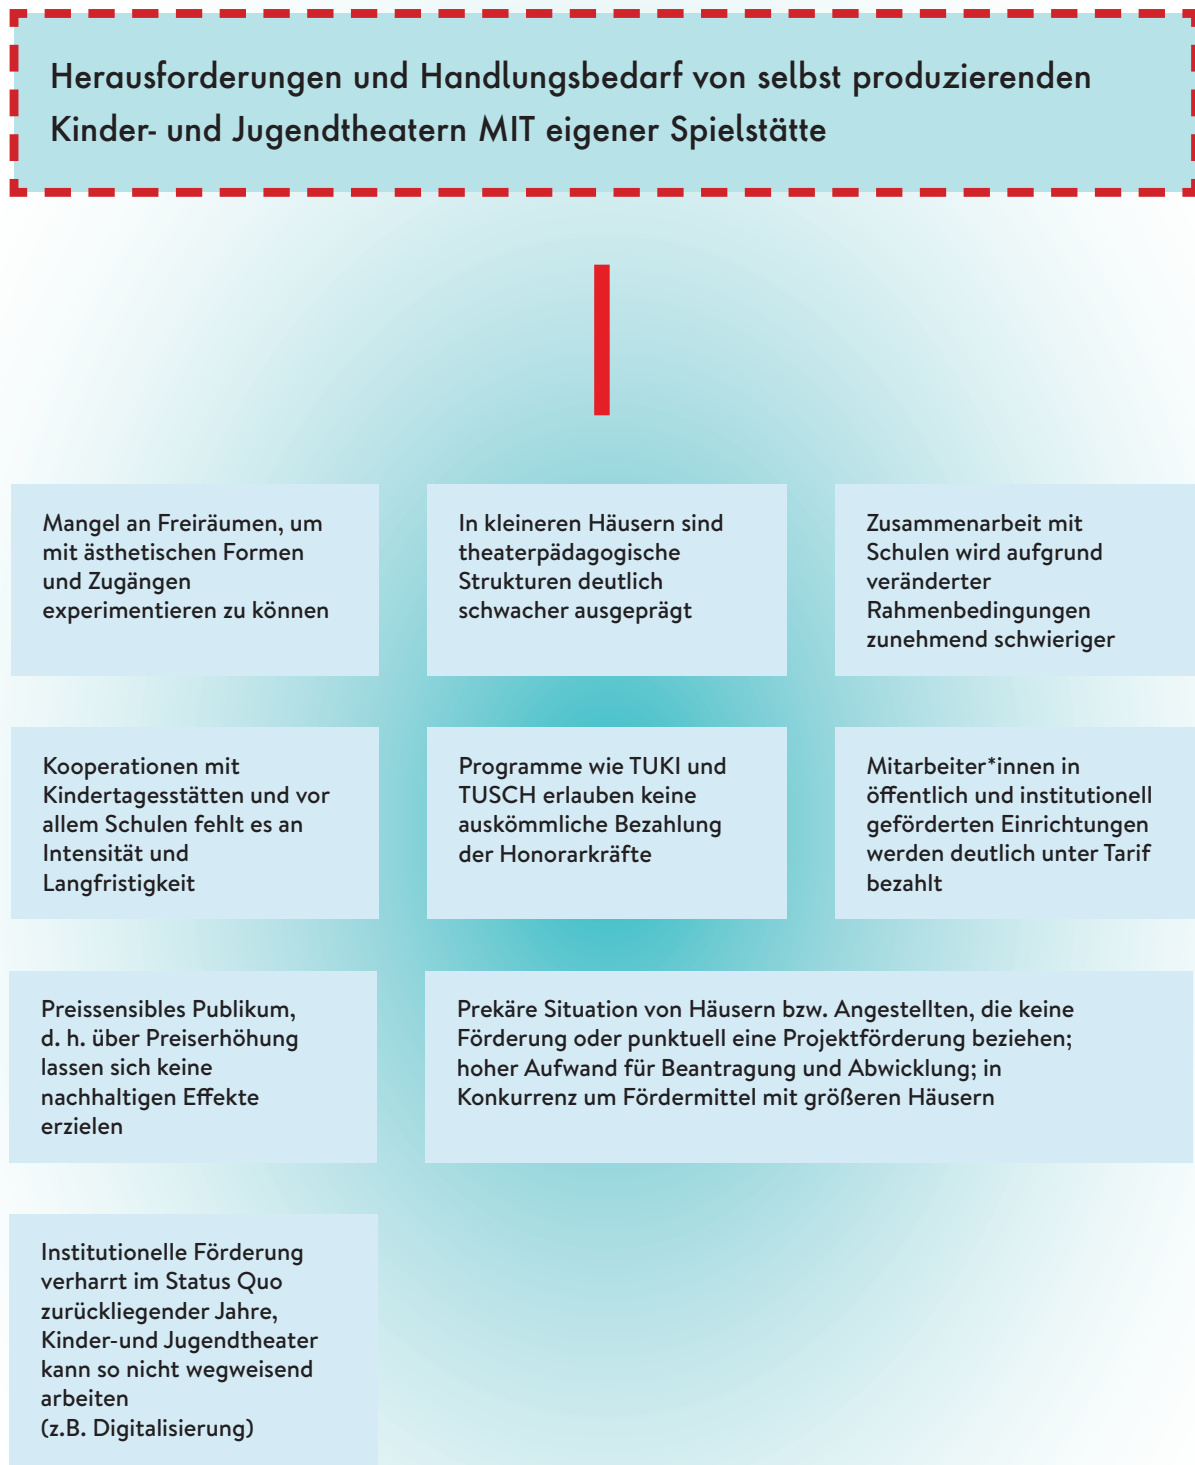 Herausforderungen und Handlungsbedarf von selbst produzierenden
Kinder- und Jugendtheatern MIT eigener Spielstätte
Mangel an Freiräumen, um
mit ästhetischen Formen
und Zugängen
experimentieren zu können
In kleineren Häusern sind
theaterpädagogische
Strukturen deutlich
schwacher ausgeprägt
Zusammenarbeit mit
Schulen wird aufgrund
veränderter
Rahmenbedingungen
zunehmend schwieriger
Kooperationen mit
Kindertagesstätten und vor
allem Schulen fehlt es an
Intensität und
Langfristigkeit
Programme wie TUKI und
TUSCH erlauben keine
auskömmliche Bezahlung
der Honorarkräfte
Mitarbeiter*innen in
öffentlich und institutionell
geförderten Einrichtungen
werden deutlich unter Tarif
bezahlt
Preissensibles Publikum,
d. h. über Preiserhöhung
lassen sich keine
nachhaltigen Effekte
erzielen
Prekäre Situation von Häusern bzw. Angestellten, die keine
Förderung oder punktuell eine Projektförderung beziehen;
hoher Aufwand für Beantragung und Abwicklung; in
Konkurrenz um Fördermittel mit größeren Häusern
Institutionelle Förderung
verharrt im Status Quo
zurückliegender Jahre,
Kinder-und Jugendtheater
kann so nicht wegweisend
arbeiten
(z.B. Digitalisierung)